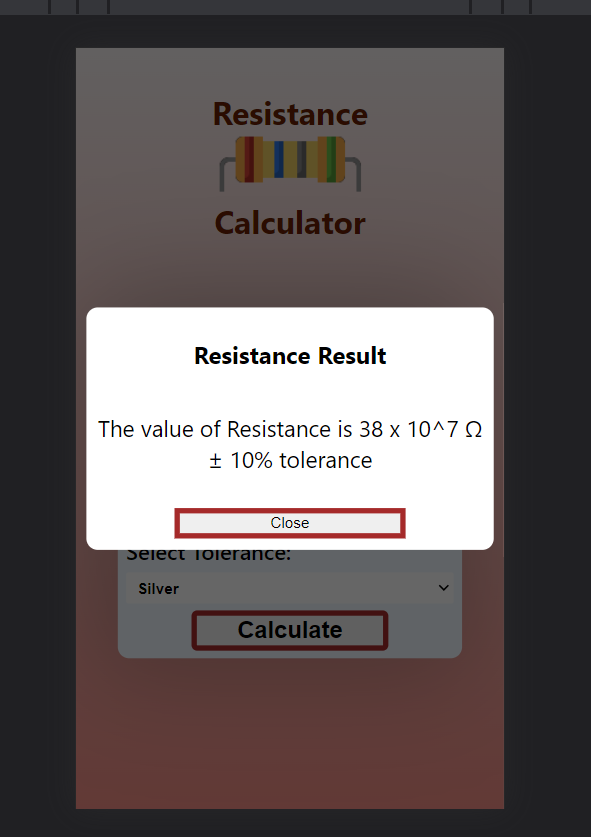 Resistance
Calculator
Resistance Result
The value of Resistance is 38 x 10^7 Ω
± 10% tolerance
Close
Select Tolerance:
Silver
Calculate